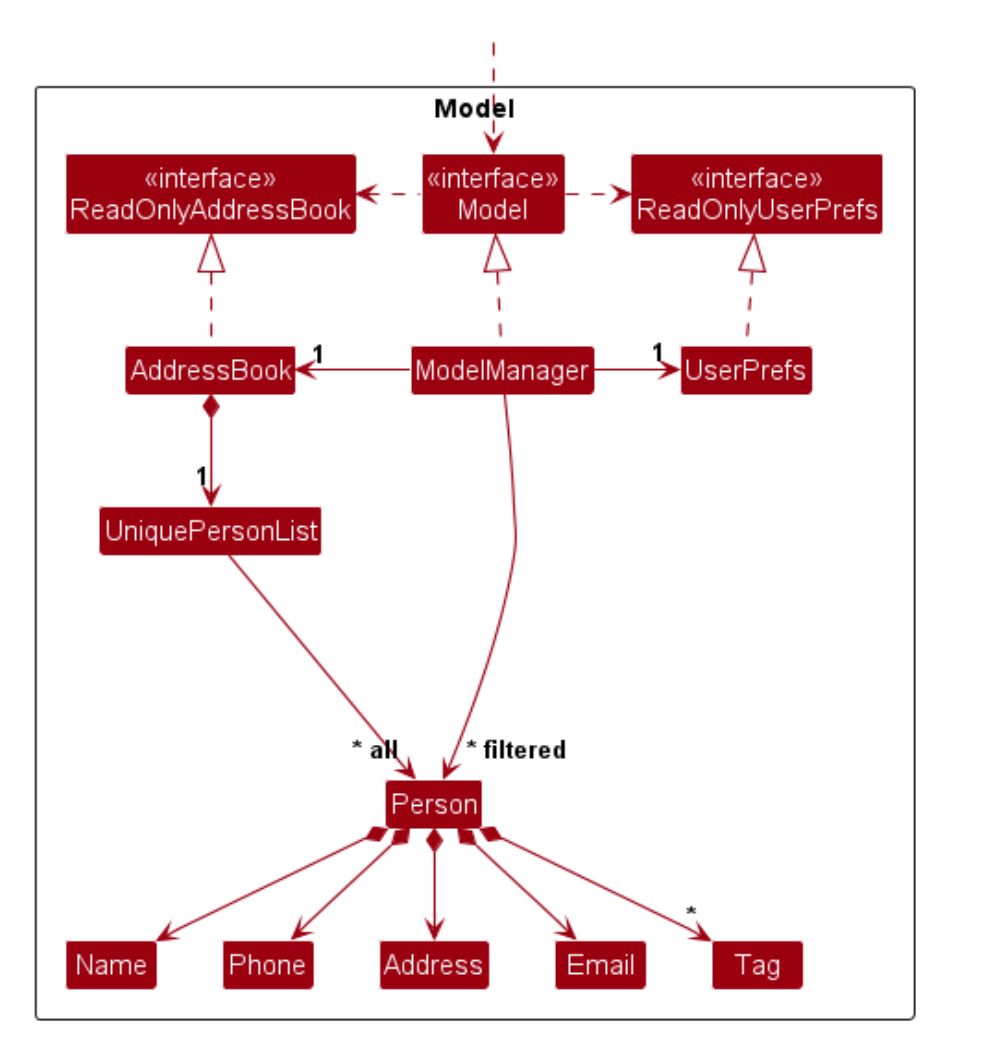 Model
«interface»
ReadOnlyAddressBook
«interface»
Model
«interface»
ReadOnlyUserPrefs
AddressBook
1
ModelManager
1
UserPrefs
1
UniquePersonList
* all
* filtered
Person
*
Name
Phone
Address
Email
Tag